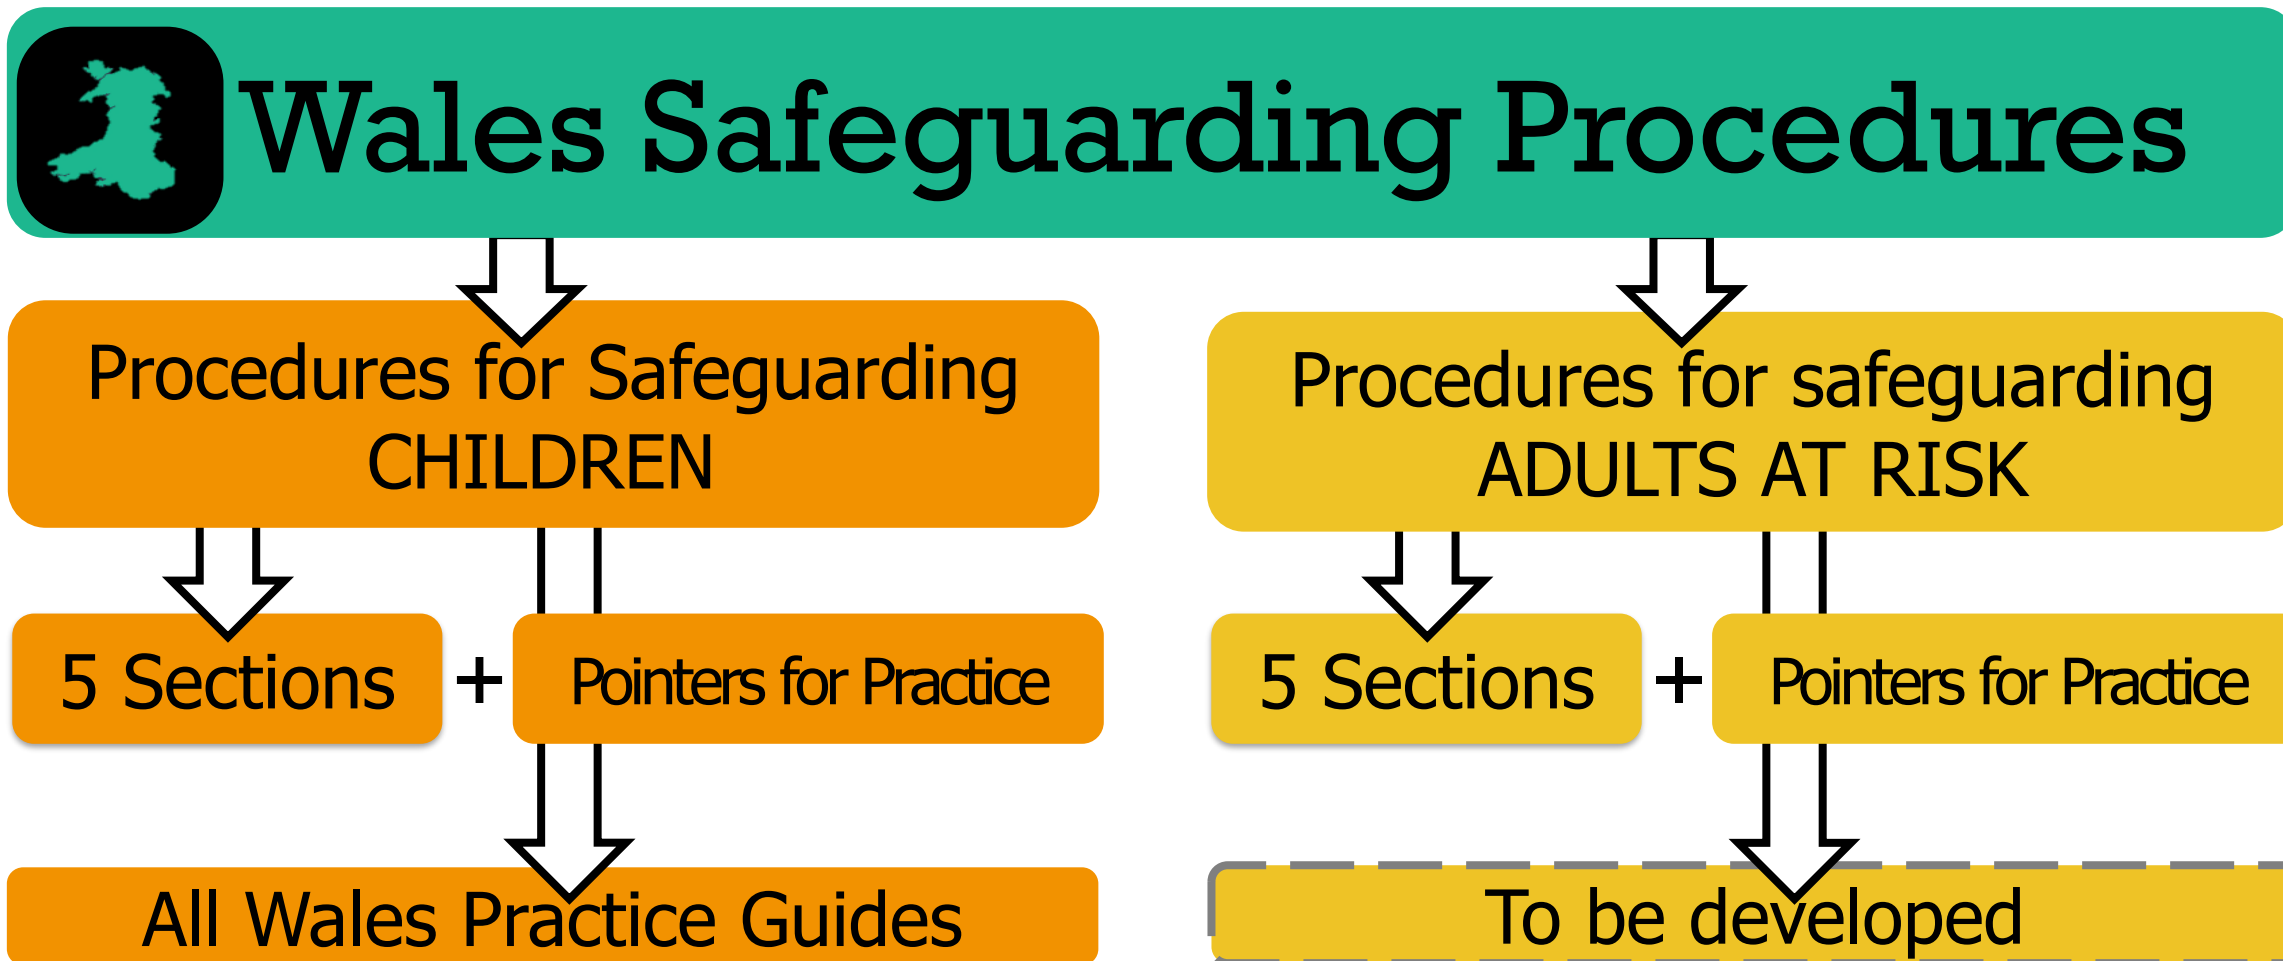 Wales Safeguarding Procedures
Procedures for Safeguarding
CHILDREN
Procedures for safeguarding
ADULTS AT RISK
5 Sections + Pointers for Practice
5 Sections + Pointers for Practice
All Wales Practice Guides
To be developed